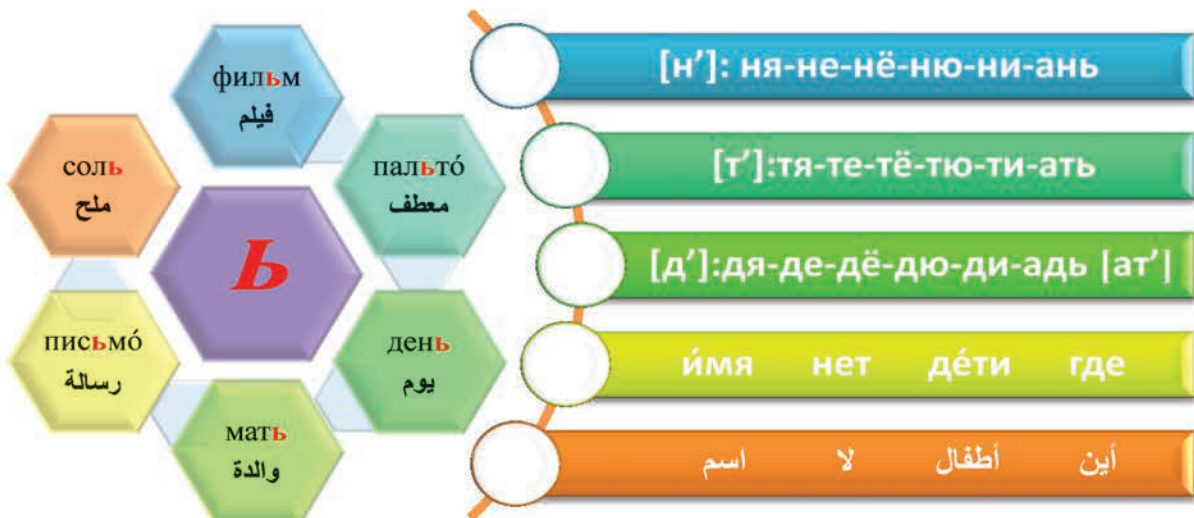 фильм
فيلم
пальто́
معطف
день
يوم
мать
والدة
письмо́
رسالة
соль
ملح
Ь
[н’]: ня-не-нё-ню-ни-ань
[т’]:тя-те-тё-тю-ти-ать
[д’]:дя-де-дё-дю-ди-адь |ат’|
и́мя нет де́ти где
اسم لا أطفال أين